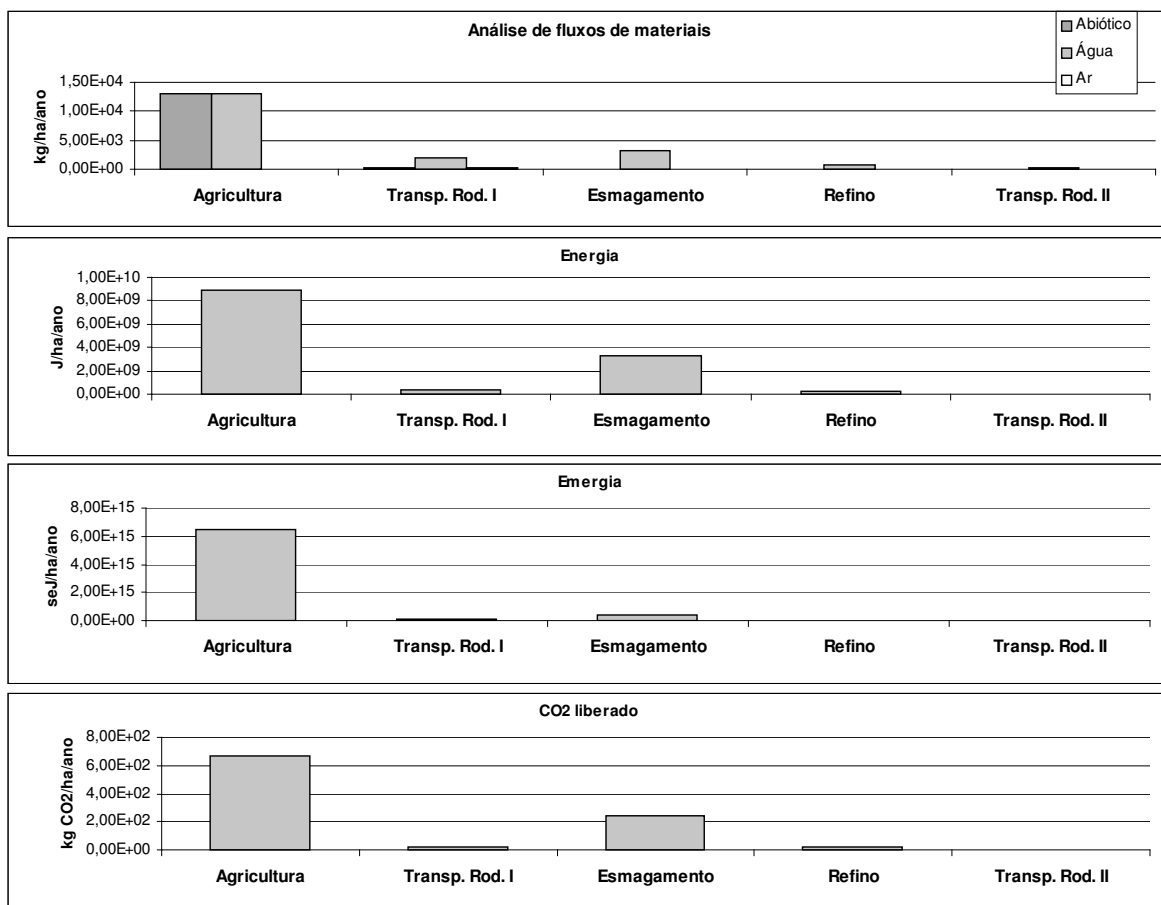 Análise de fluxos de materiais
Abiótico
Água
Ar
kg/ha/ano
1,50E+04
1,00E+04
5,00E+03
0,00E+00
Agricultura Transp. Rod. I Esmagamento Refino Transp. Rod. II
Energia
J/ha/ano
1,00E+10
8,00E+09
6,00E+09
4,00E+09
2,00E+09
0,00E+00
Agricultura Transp. Rod. I Esmagamento Refino Transp. Rod. II
Emergia
seJ/ha/ano
8,00E+15
6,00E+15
4,00E+15
2,00E+15
0,00E+00
Agricultura Transp. Rod. I Esmagamento Refino Transp. Rod. II
CO2 liberado
kg CO2/ha/ano
8,00E+02
6,00E+02
4,00E+02
2,00E+02
0,00E+00
Agricultura Transp. Rod. I Esmagamento Refino Transp. Rod. II